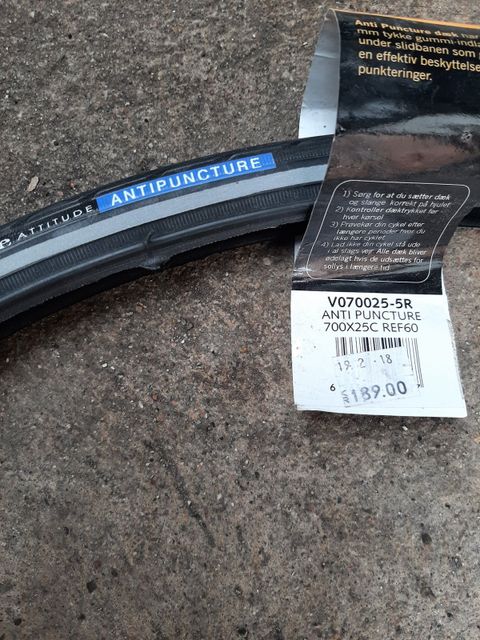 Anti Puncture dæk har
mm tykke gummi-indlæ
under slidbanen som
en effektiv beskyttelse
punkteringer.
ATTITUDE ANTIPUNCTURE
1) Sørg for at du sætter dæk
og slange korrekt på hjulet
2) Kontroller dæktrykket før
hver kørsel
3) Prøvekør din cykel efter
længere perioder hvor du
ikke har cyklet
4) Lad ikke din cykel stå ude
i al slags vejr. Alle dæk bliver
ødelagt hvis de udsættes for
sollys i længere tid.
V070025-5R
ANTI PUNCTURE
700X25C REF60
19.2 -18
6
189.00